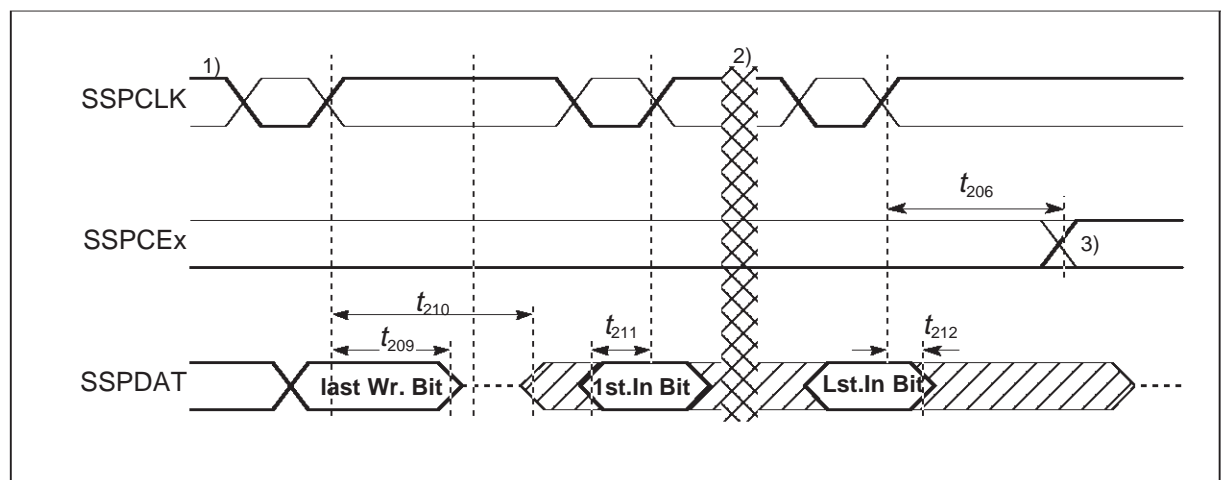 1)
2)
SSPCLK
t206
SSPCEx
3)
t210
t209
t211
t212
SSPDAT
last Wr. Bit
1st.In Bit
Lst.In Bit